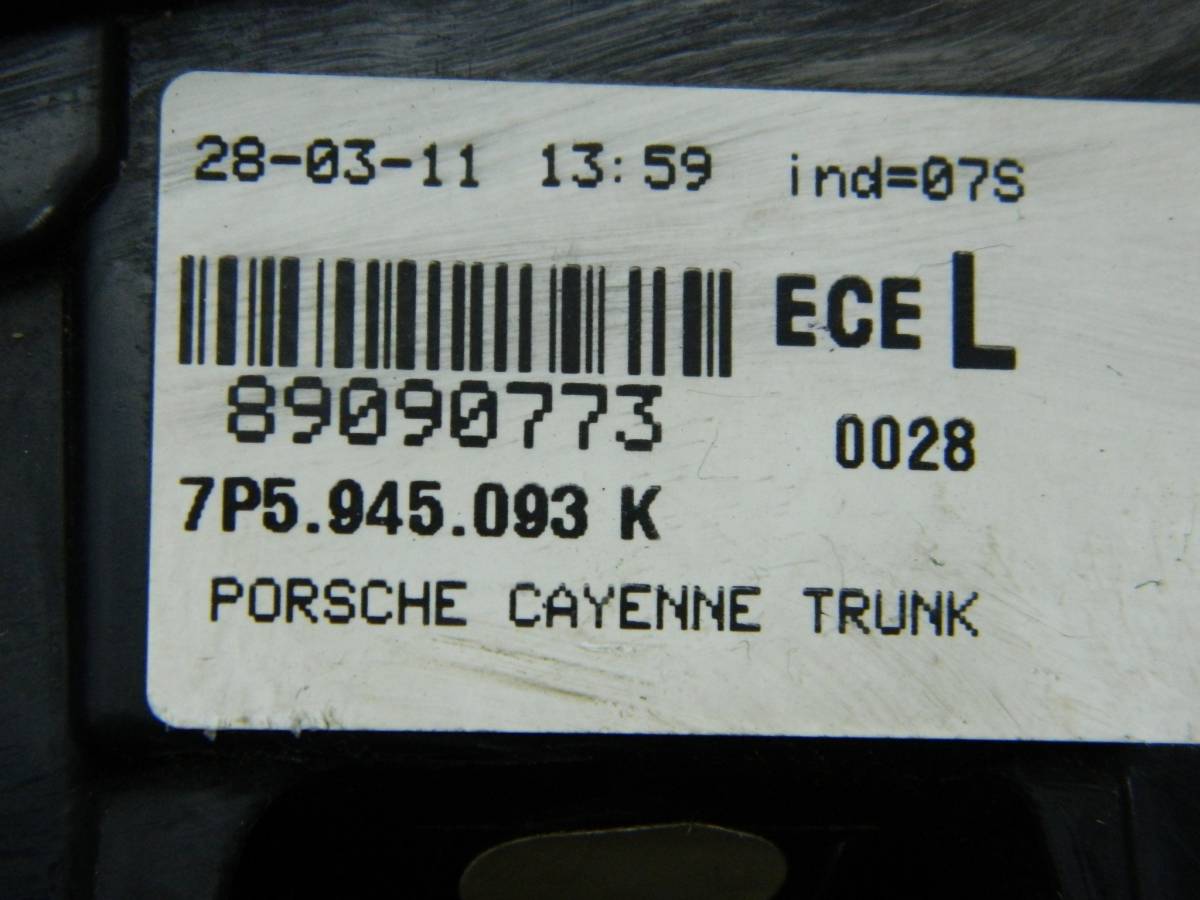 28-03-11 13:59 ind=07S
ECE L
89090773
0028
7P5.945.093 K
PORSCHE CAYENNE TRUNK